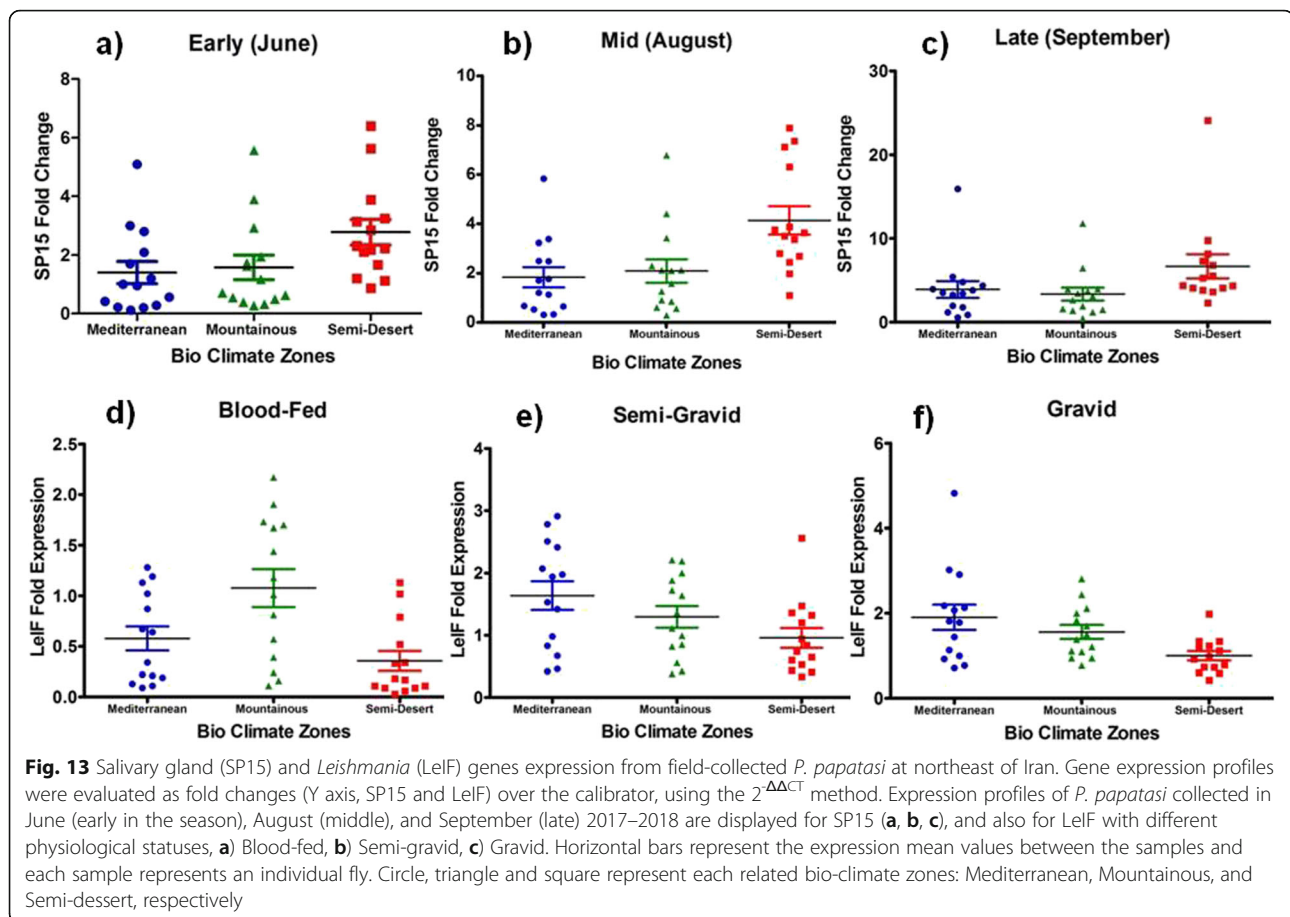 a) Early (June)
8
6
4
2
0
SP15 Fold Change
Mediterranean Mountainous Semi-Desert
Bio Climate Zones
b) Mid (August)
10
8
6
4
2
0
SP15 Fold Change
Mediterranean Mountainous Semi-Desert
Bio Climate Zones
c) Late (September)
30
20
10
0
SP15 Fold Change
Mediterranean Mountainous Semi-Desert
Bio Climate Zones
d) Blood-Fed
2.5
2.0
1.5
1.0
0.5
0.0
LeIF Fold Expression
Mediterranean Mountainous Semi-Desert
Bio Climate Zones
e) Semi-Gravid
4
3
2
1
0
LeIF Fold Expression
Mediterranean Mountainous Semi-Desert
Bio Climate Zones
f) Gravid
6
4
2
0
LeIF Fold Expression
Mediterranean Mountainous Semi-Desert
Bio Climate Zones
Fig. 13 Salivary gland (SP15) and Leishmania (LeIF) genes expression from field-collected P. papatasi at northeast of Iran. Gene expression profiles
were evaluated as fold changes (Y axis, SP15 and LeIF) over the calibrator, using the 2-ΔΔCT method. Expression profiles of P. papatasi collected in
June (early in the season), August (middle), and September (late) 2017–2018 are displayed for SP15 (a, b, c), and also for LeIF with different
physiological statuses, a) Blood-fed, b) Semi-gravid, c) Gravid. Horizontal bars represent the expression mean values between the samples and
each sample represents an individual fly. Circle, triangle and square represent each related bio-climate zones: Mediterranean, Mountainous, and
Semi-dessert, respectively